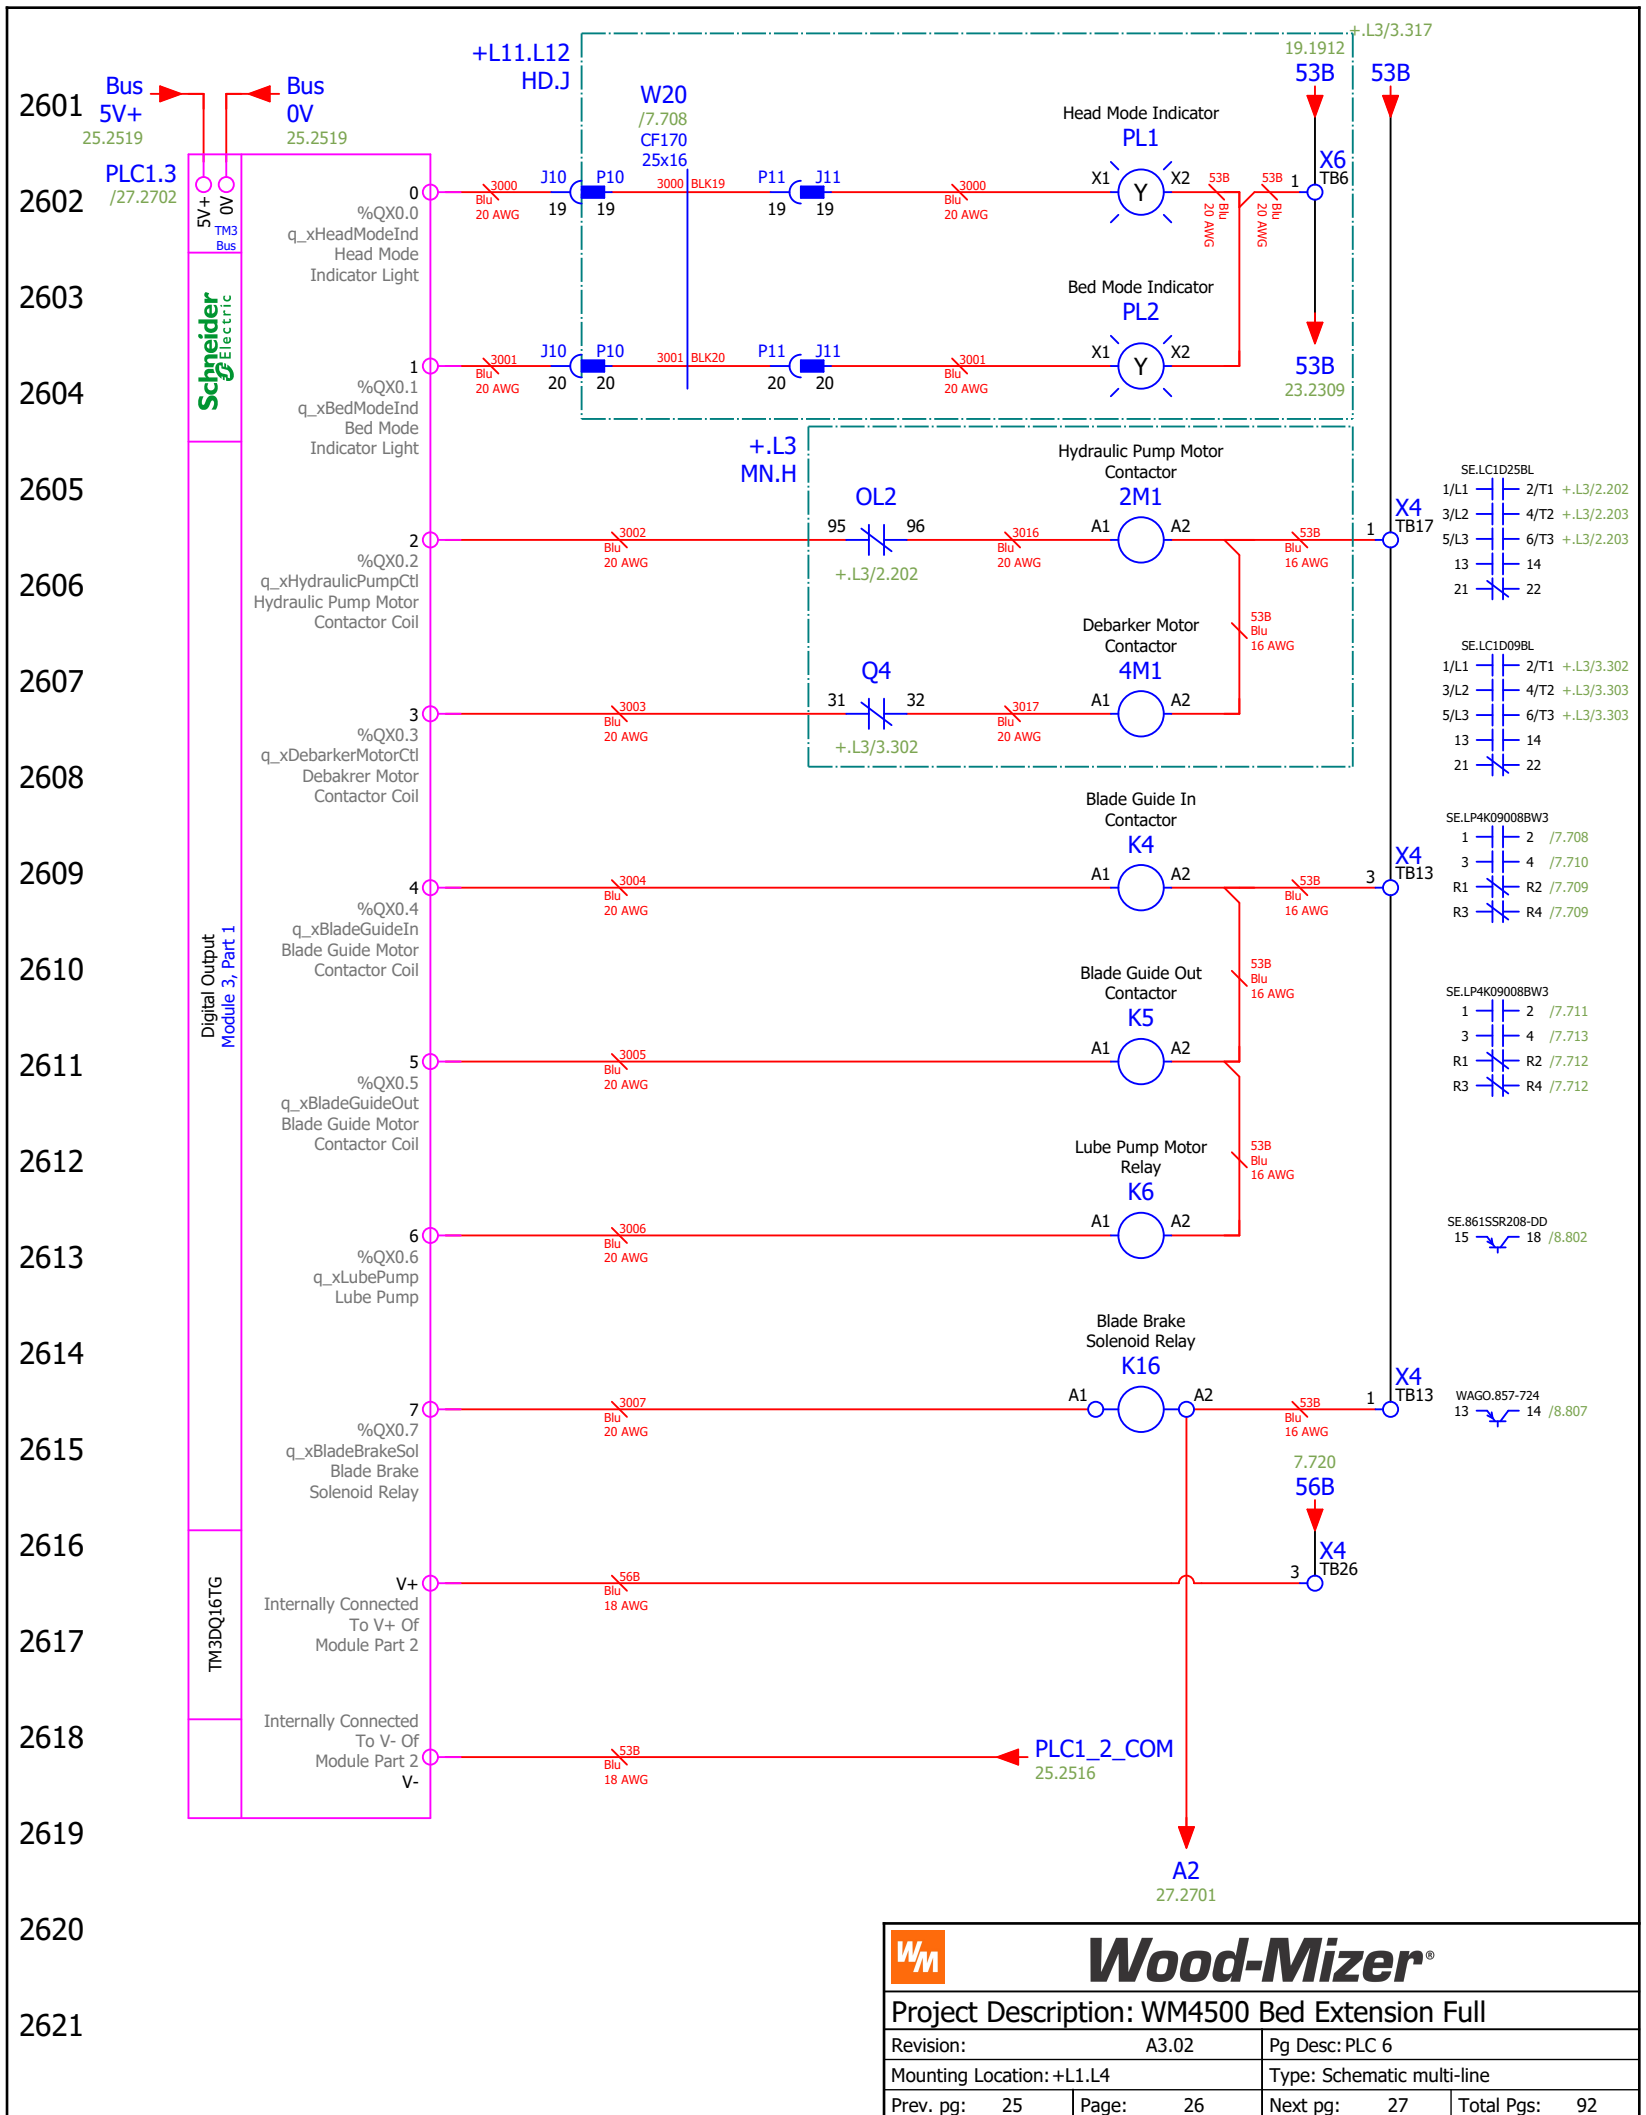 +.L3/3.317
19.1912
53B
53B
+L11.L12
HD.J
2601
Bus
5V+
25.2519
Bus
0V
25.2519
W20
/7.708
CF170
25x16
Head Mode Indicator
PL1
2602
PLC1.3
/27.2702
5V+
0V
TM3
Bus
0
%QX0.0
q_xHeadModeInd
Head Mode
Indicator Light
3000
Blu
20 AWG
J10
19
P10
19
3000 BLK19
P11
19
J11
19
3000
Blu
20 AWG
X1
Y
X2
53B
Blu
20 AWG
53B
Blu
20 AWG
1
X6
TB6
2603
Schneider
Electric
Bed Mode Indicator
PL2
1
%QX0.1
q_xBedModeInd
Bed Mode
Indicator Light
3001
Blu
20 AWG
J10
20
P10
20
3001 BLK20
P11
20
J11
20
3001
Blu
20 AWG
X1
Y
X2
53B
23.2309
2604
+.L3
MN.H
2605
Hydraulic Pump Motor
Contactor
2M1
OL2
95
96
+.L3/2.202
2
%QX0.2
q_xHydraulicPumpCtl
Hydraulic Pump Motor
Contactor Coil
3002
Blu
20 AWG
3016
Blu
20 AWG
A1
A2
53B
Blu
16 AWG
1
X4
TB17
SE.LC1D25BL
1/L1 2/T1 +.L3/2.202
3/L2 4/T2 +.L3/2.203
5/L3 6/T3 +.L3/2.203
13 14
21 22
2606
53B
Blu
16 AWG
2607
Debarker Motor
Contactor
4M1
Q4
31
32
+.L3/3.302
3
%QX0.3
q_xDebarkerMotorCtl
Debakrer Motor
Contactor Coil
3003
Blu
20 AWG
3017
Blu
20 AWG
A1
A2
SE.LC1D09BL
1/L1 2/T1 +.L3/3.302
3/L2 4/T2 +.L3/3.303
5/L3 6/T3 +.L3/3.303
13 14
21 22
2608
2609
Blade Guide In
Contactor
K4
4
%QX0.4
q_xBladeGuideIn
Blade Guide Motor
Contactor Coil
3004
Blu
20 AWG
A1
A2
53B
Blu
16 AWG
3
X4
TB13
SE.LP4K09008BW3
1 2 /7.708
3 4 /7.710
R1 R2 /7.709
R3 R4 /7.709
2610
Digital Output
Module 3, Part 1
53B
Blu
16 AWG
2611
Blade Guide Out
Contactor
K5
5
%QX0.5
q_xBladeGuideOut
Blade Guide Motor
Contactor Coil
3005
Blu
20 AWG
A1
A2
SE.LP4K09008BW3
1 2 /7.711
3 4 /7.713
R1 R2 /7.712
R3 R4 /7.712
2612
53B
Blu
16 AWG
Lube Pump Motor
Relay
K6
2613
6
%QX0.6
q_xLubePump
Lube Pump
3006
Blu
20 AWG
A1
A2
SE.861SSR208-DD
15 18 /8.802
2614
Blade Brake
Solenoid Relay
K16
7
%QX0.7
q_xBladeBrakeSol
Blade Brake
Solenoid Relay
3007
Blu
20 AWG
A1
A2
53B
Blu
16 AWG
1
X4
TB13
WAGO.857-724
13 14 /8.807
2615
7.720
56B
2616
TM3DQ16TG
V+
Internally Connected
To V+ Of
Module Part 2
56B
Blu
18 AWG
3
X4
TB26
2617
2618
Internally Connected
To V- Of
Module Part 2
V-
53B
Blu
18 AWG
PLC1_2_COM
25.2516
2619
A2
27.2701
2620
2621
WM
Wood-Mizer®
Project Description: WM4500 Bed Extension Full
Revision: A3.02
Pg Desc: PLC 6
Mounting Location: +L1.L4
Type: Schematic multi-line
Prev. pg: 25
Page: 26
Next pg: 27
Total Pgs: 92